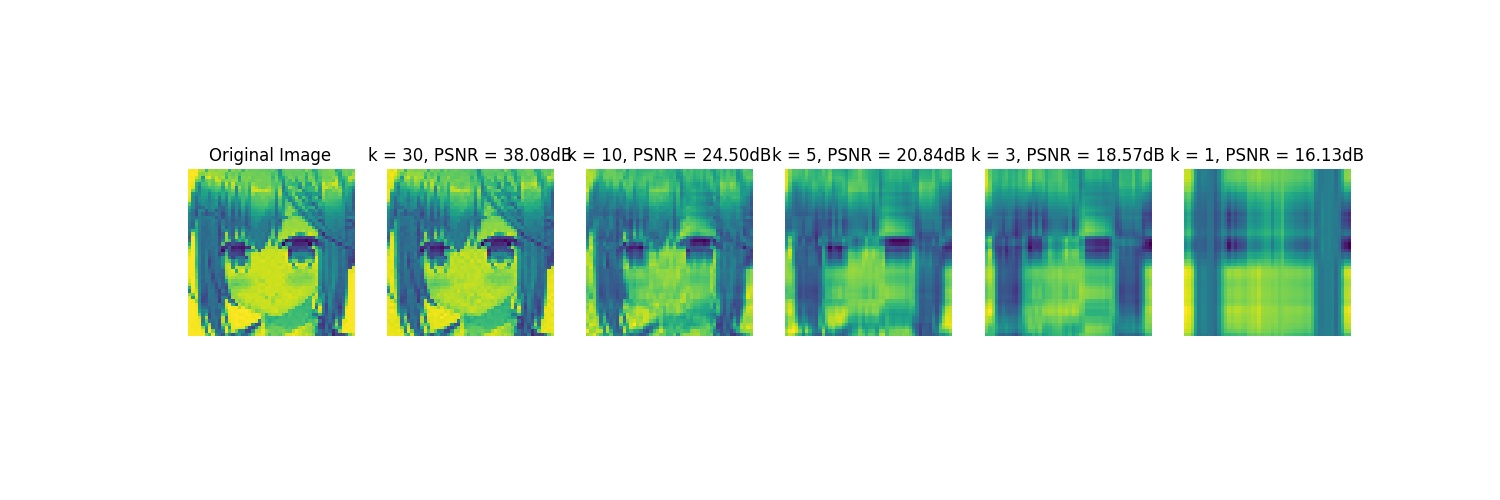 Original Image
k = 30, PSNR = 38.08dB
k = 10, PSNR = 24.50dB
k = 5, PSNR = 20.84dB
k = 3, PSNR = 18.57dB
k = 1, PSNR = 16.13dB